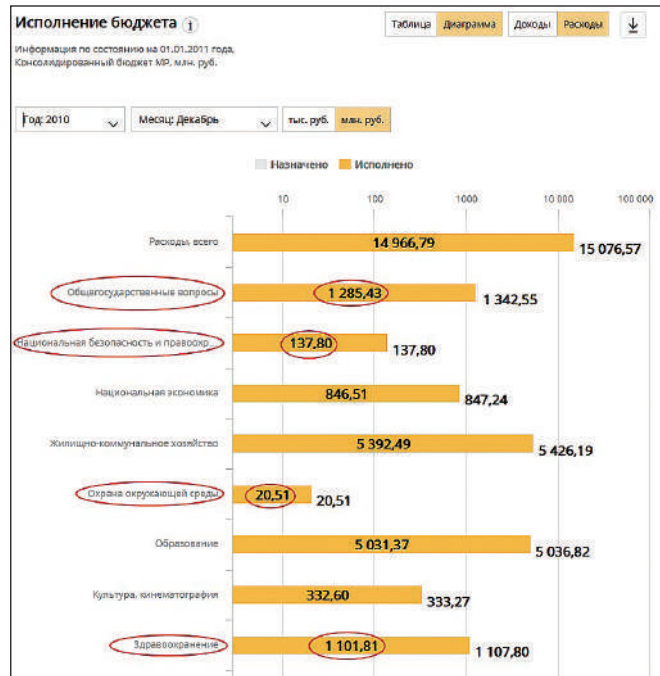 Исполнение бюджета i
Таблица Диаграмма Доходы Расходы
Информация по состоянию на 01.01.2011 года,
Консолидированный бюджет МР, млн. руб.
Год: 2010 Месяц: Декабрь тыс. руб. млн. руб.
Назначено Исполнено
10 100 1000 10 000 100 000
Расходы, всего 14 966,79 15 076,57
Общегосударственные вопросы 1 285,43 1 342,55
Национальная безопасность и правоохр... 137,80 137,80
Национальная экономика 846,51 847,24
Жилищно-коммунальное хозяйство 5 392,49 5 426,19
Охрана окружающей среды 20,51 20,51
Образование 5 031,37 5 036,82
Культура, кинематография 332,60 333,27
Здравоохранение 1 101,81 1 107,80